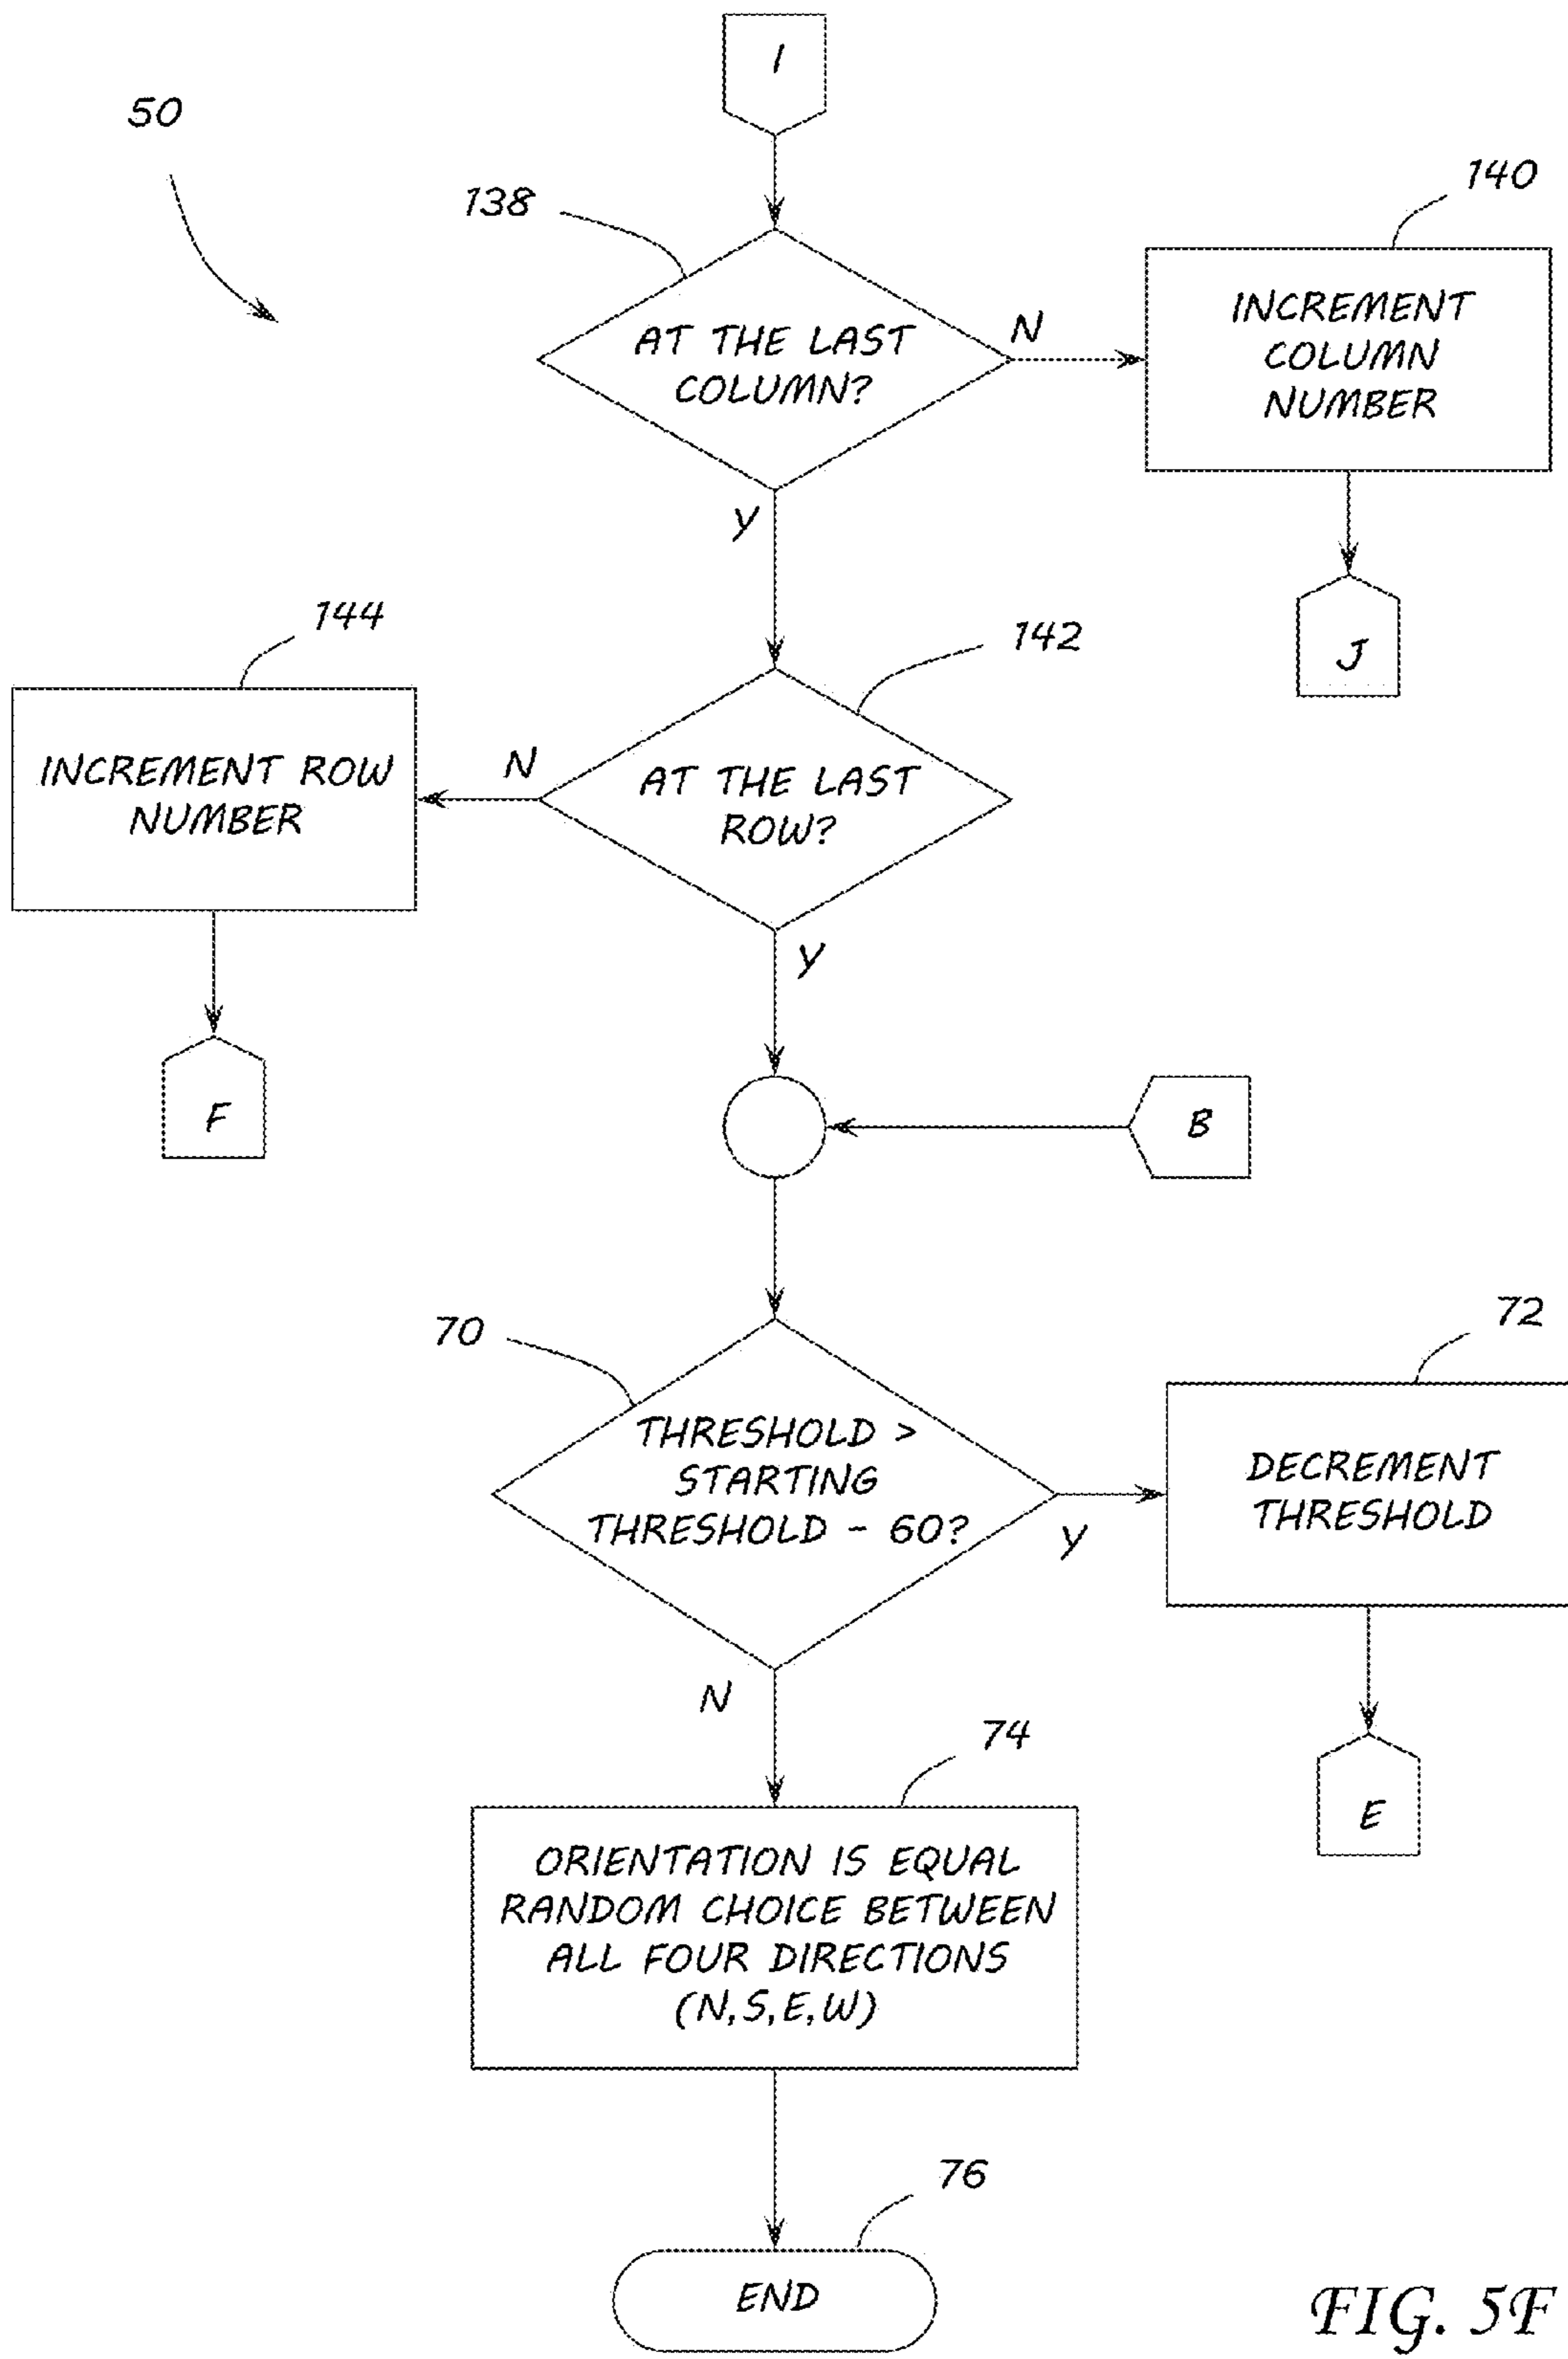 I
50
138
140
AT THE LAST
COLUMN?
N
INCREMENT
COLUMN
NUMBER
Y
J
144
142
INCREMENT ROW
NUMBER
N
AT THE LAST
ROW?
Y
F
B
70
72
THRESHOLD >
STARTING
THRESHOLD - 60?
Y
DECREMENT
THRESHOLD
N
E
74
ORIENTATION IS EQUAL
RANDOM CHOICE BETWEEN
ALL FOUR DIRECTIONS
(N,S,E,W)
76
END
FIG. 5F